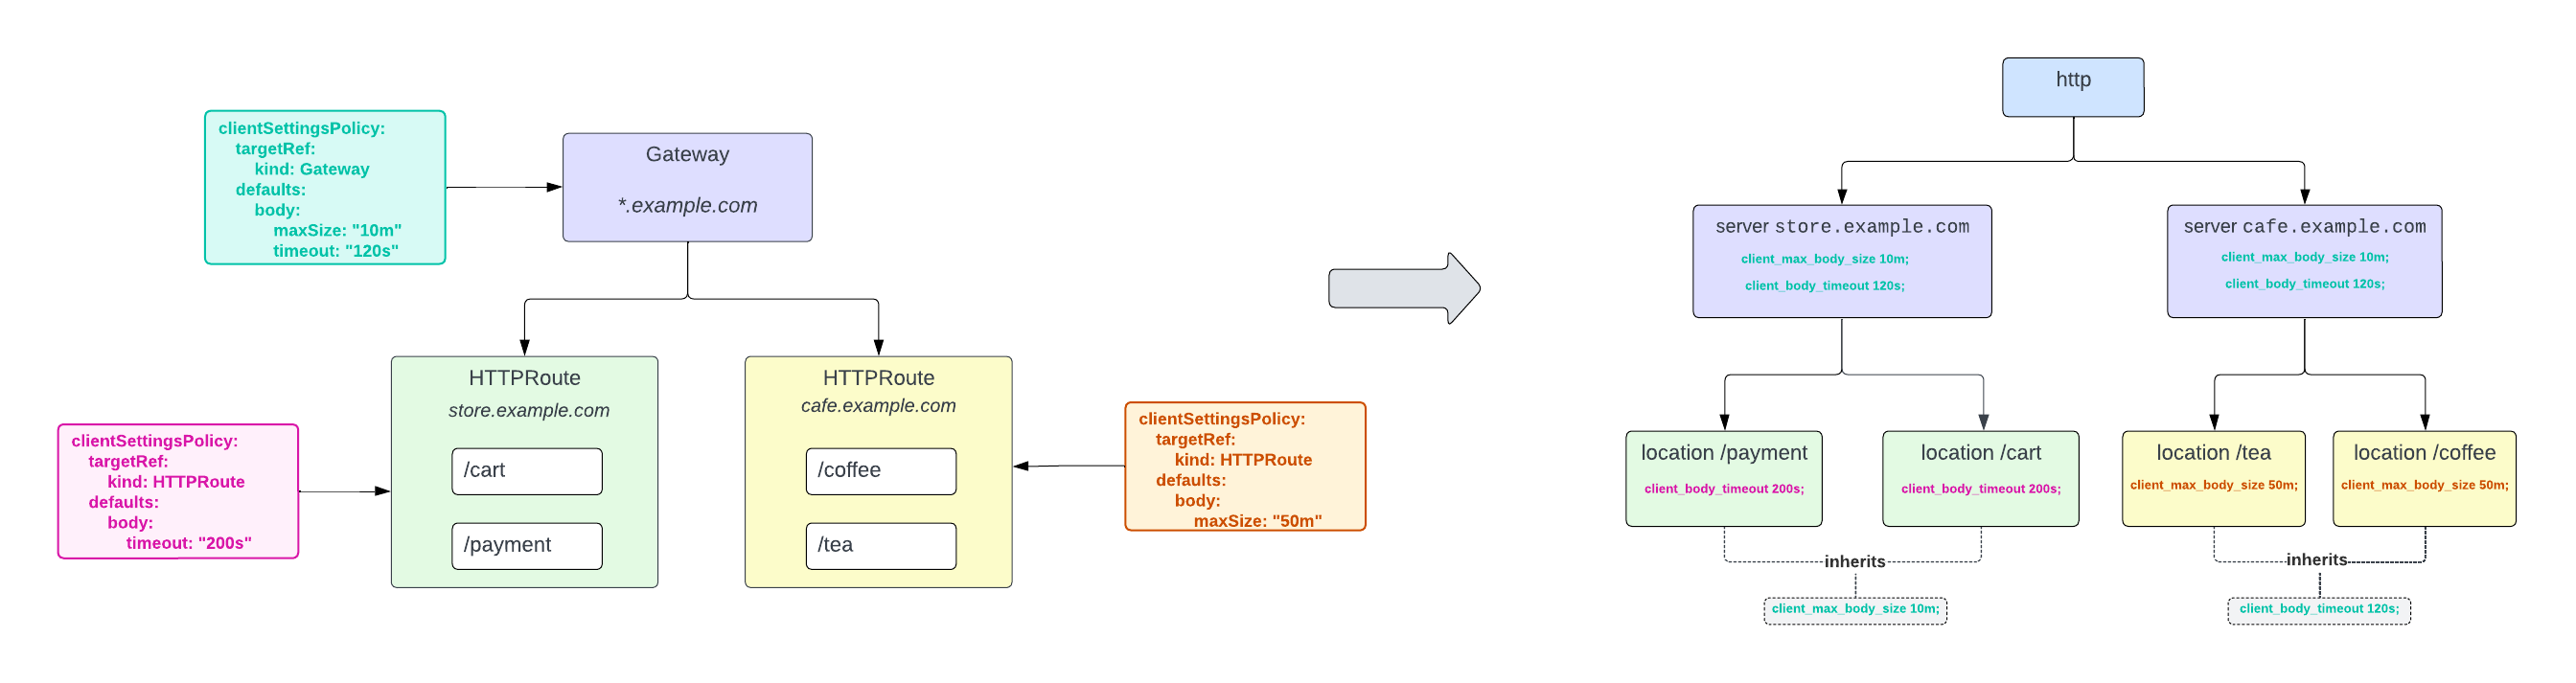 clientSettingsPolicy:
targetRef:
kind: Gateway
defaults:
body:
maxSize: "10m"
timeout: "120s"
Gateway
*.example.com
clientSettingsPolicy:
targetRef:
kind: HTTPRoute
defaults:
body:
timeout: "200s"
HTTPRoute
store.example.com
/cart
/payment
HTTPRoute
cafe.example.com
/coffee
/tea
clientSettingsPolicy:
targetRef:
kind: HTTPRoute
defaults:
body:
maxSize: "50m"
http
server store.example.com
client_max_body_size 10m;
client_body_timeout 120s;
server cafe.example.com
client_max_body_size 10m;
client_body_timeout 120s;
location /payment
client_body_timeout 200s;
location /cart
client_body_timeout 200s;
location /tea
client_max_body_size 50m;
location /coffee
client_max_body_size 50m;
inherits
client_max_body_size 10m;
inherits
client_body_timeout 120s;